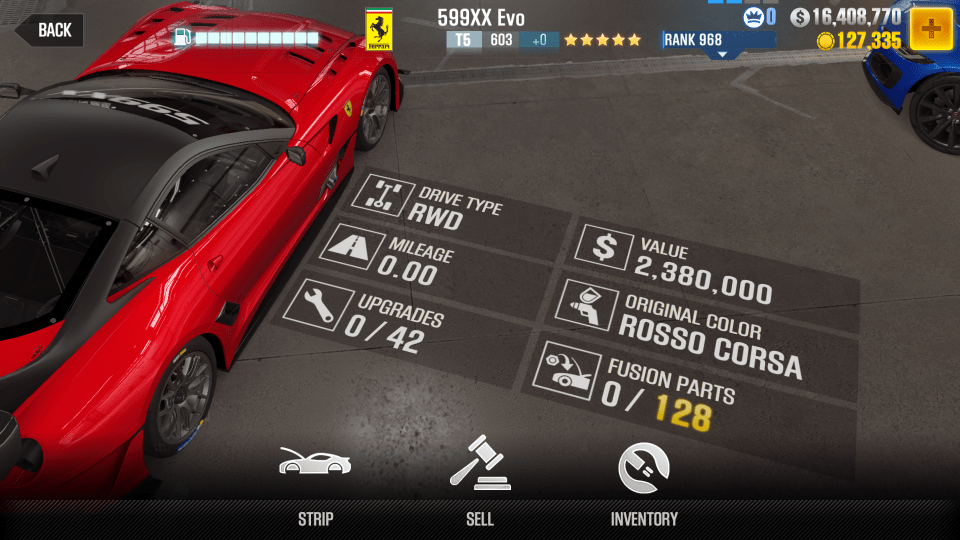 BACK
FERRARI
599XX Evo
T5 603 +0
RANK 968
0
$ 16,408,770
127,335
+
599XX
DRIVE TYPE
RWD
MILEAGE
0.00
UPGRADES
0 / 42
$
VALUE
2,380,000
ORIGINAL COLOR
ROSSO CORSA
FUSION PARTS
0 / 128
STRIP
SELL
INVENTORY